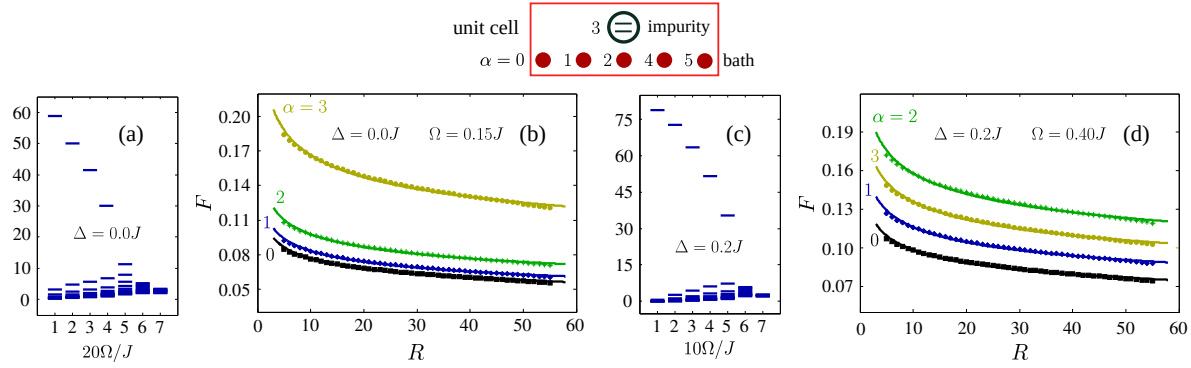 unit cell 3 impurity
α = 0 1 2 4 5 bath
(a)
60
50
40
30
20
10
0
Δ = 0.0J
1 2 3 4 5 6 7
20Ω/J
(b)
F
0.20
0.17
0.14
0.11
0.08
0.05
α = 3
Δ = 0.0J Ω = 0.15J
2
1
0
0 10 20 30 40 50 60
R
(c)
75
60
45
30
15
0
Δ = 0.2J
1 2 3 4 5 6 7
10Ω/J
(d)
F
0.19
0.16
0.13
0.10
0.07
α = 2
Δ = 0.2J Ω = 0.40J
3
1
0
0 10 20 30 40 50 60
R